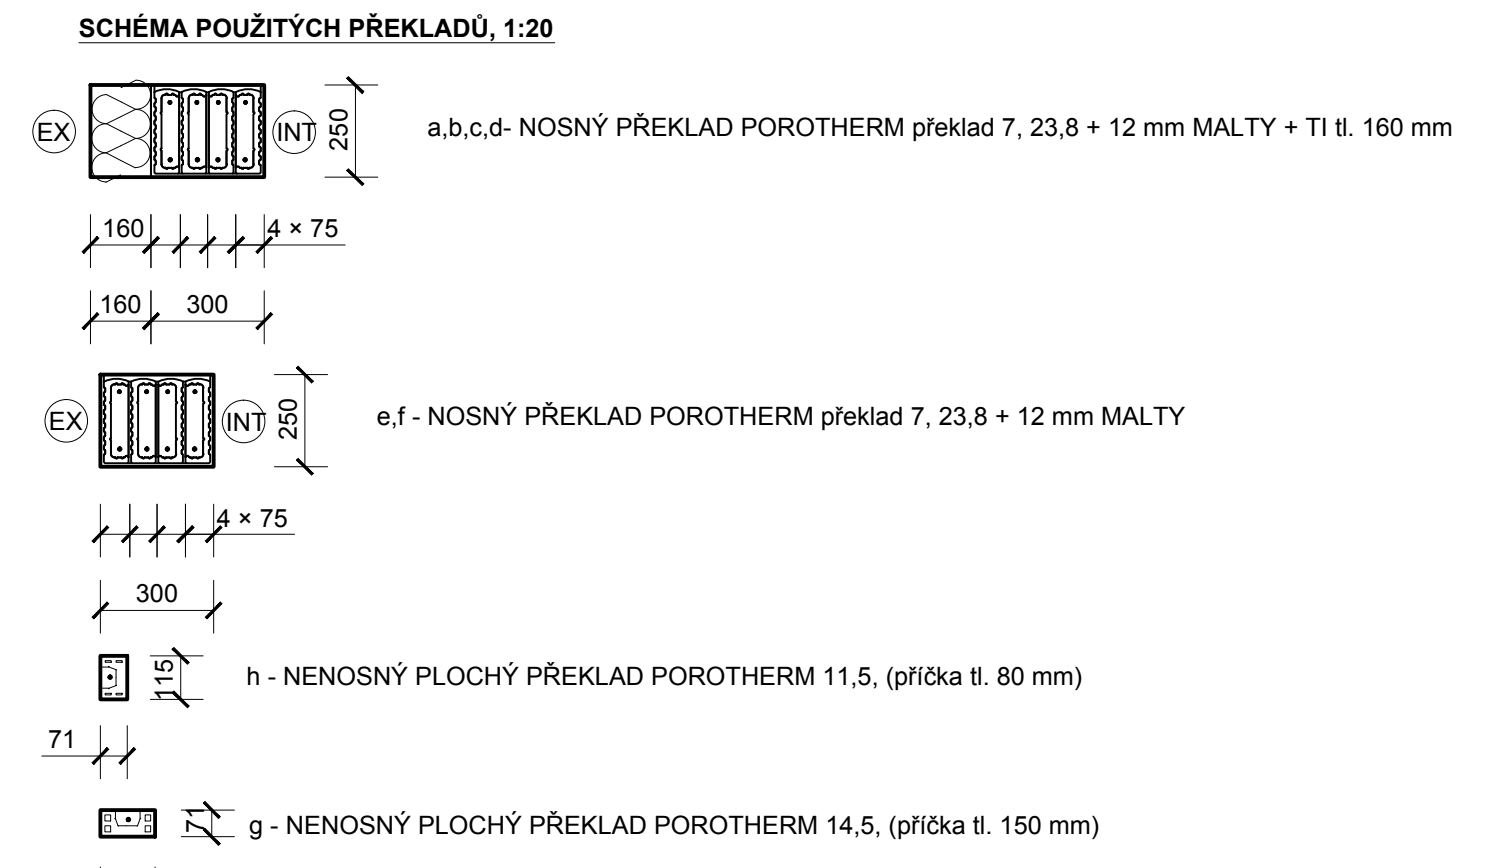 SCHÉMA POUŽITÝCH PŘEKLADŮ, 1:20
EX
INT
250
a,b,c,d- NOSNÝ PŘEKLAD POROTHERM překlad 7, 23,8 + 12 mm MALTY + TI tl. 160 mm
160
4 × 75
160
300
EX
INT
250
e,f - NOSNÝ PŘEKLAD POROTHERM překlad 7, 23,8 + 12 mm MALTY
4 × 75
300
115
h - NENOSNÝ PLOCHÝ PŘEKLAD POROTHERM 11,5, (příčka tl. 80 mm)
71
71
g - NENOSNÝ PLOCHÝ PŘEKLAD POROTHERM 14,5, (příčka tl. 150 mm)